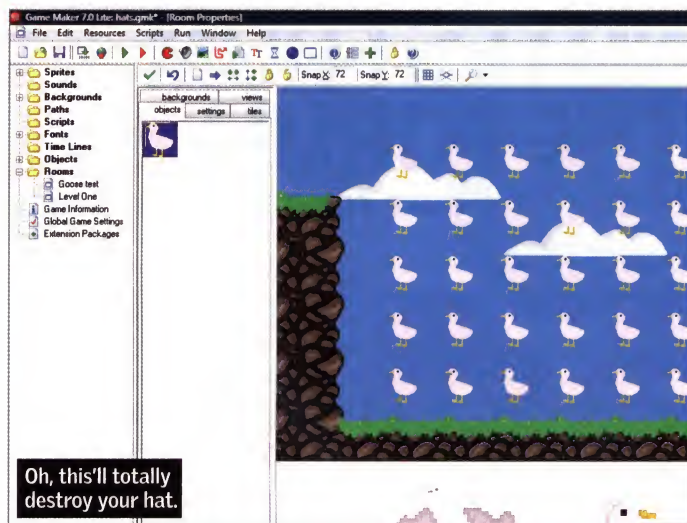 Game Maker 7.0 Lite: hats.gmk* - [Room Properties]
File Edit Resources Scripts Run Window Help
Snap X: 72 Snap Y: 72
Sprites
Sounds
Backgrounds
Paths
Scripts
Fonts
Time Lines
Objects
Rooms
Goose test
Level One
Game Information
Global Game Settings
Extension Packages
backgrounds views
objects settings tiles
Oh, this'll totally
destroy your hat.